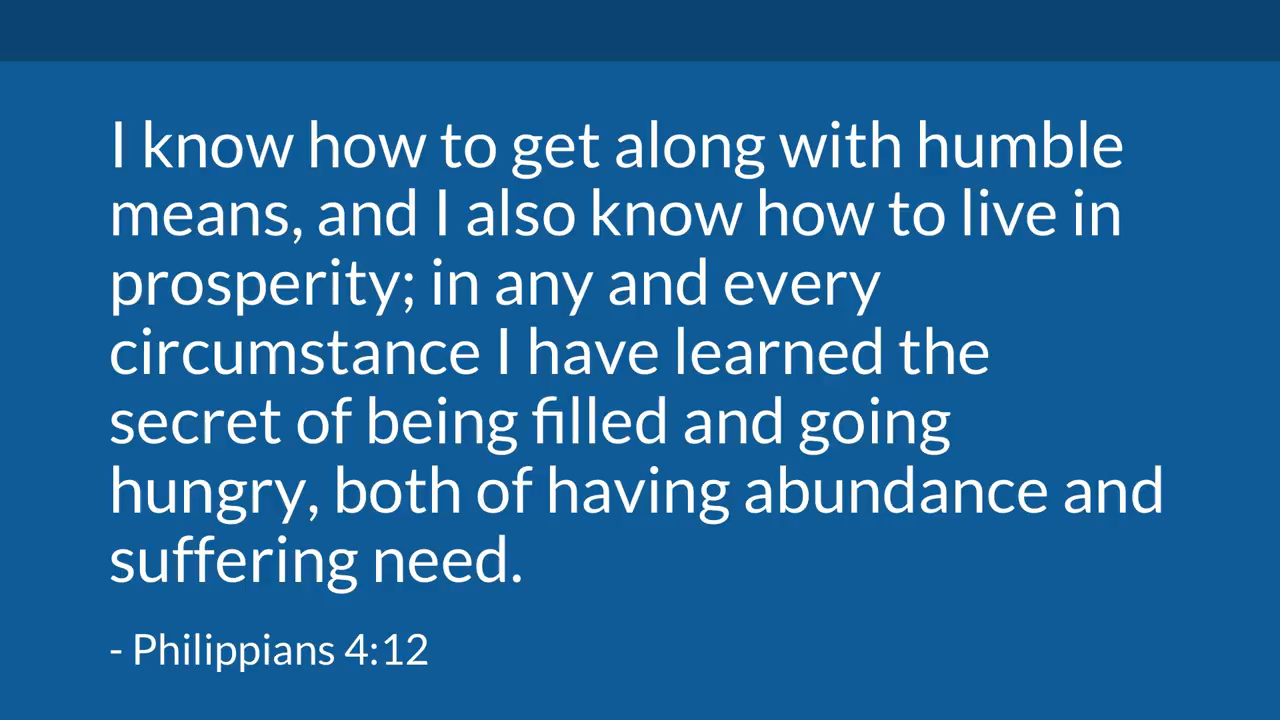 I know how to get along with humble
means, and I also know how to live in
prosperity; in any and every
circumstance I have learned the
secret of being filled and going
hungry, both of having abundance and
suffering need.
- Philippians 4:12